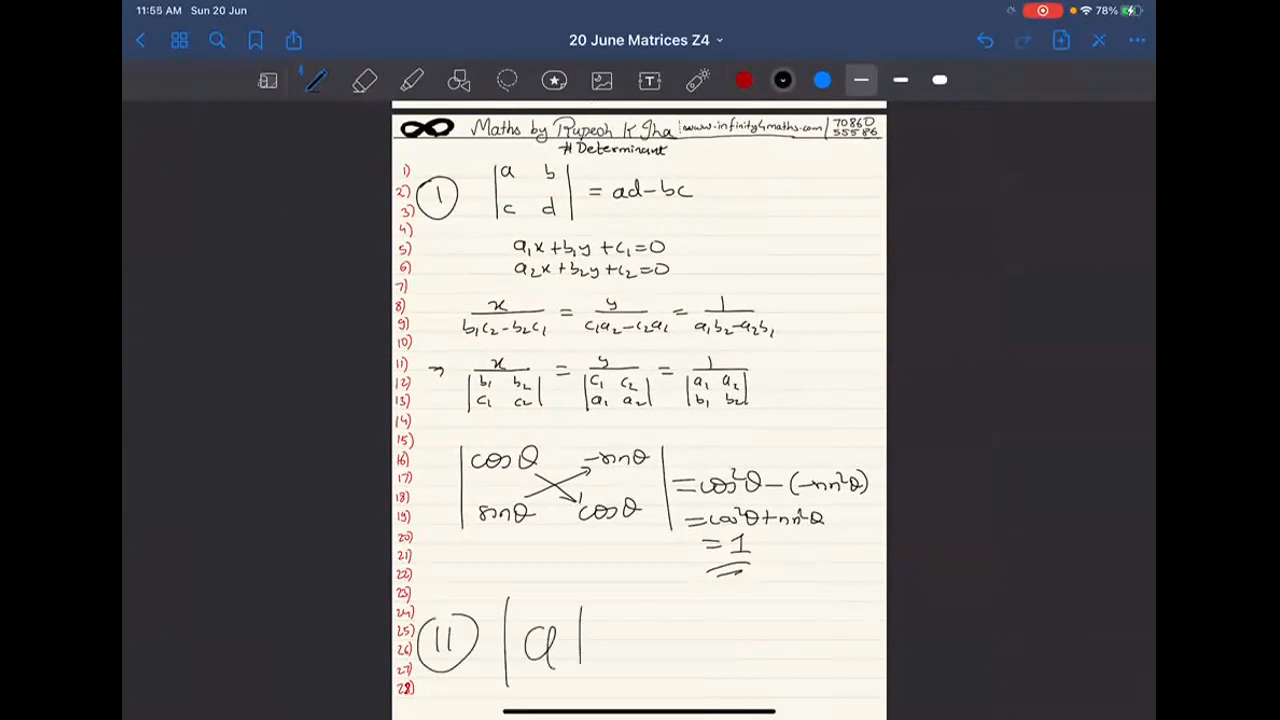 11:55 AM Sun 20 Jun 78%
20 June Matrices Z4
Maths by Rupesh K Jha | www.infinity4maths.com / 70860 55586
# Determinant
1)
2) ① |a b; c d| = ad-bc
3)
4)
5) a₁x + b₁y + c₁ = 0
6) a₂x + b₂y + c₂ = 0
7)
8) x y 1
9) b₁c₂-b₂c₁ = c₁a₂-c₂a₁ = a₁b₂-a₂b₁
10)
11) → x = y = 1
12) |b₁ b₂| |c₁ c₂| |a₁ a₂|
13) |c₁ c₂| |a₁ a₂| |b₁ b₂|
14)
15)
16) |cosθ -sinθ|
17) = cos²θ - (-sin²θ)
18) |sinθ cosθ|
19) = cos²θ + sin²θ
20) = 1
21)
22)
23)
24)
25) ⑪ |a|
26)
27)
28)